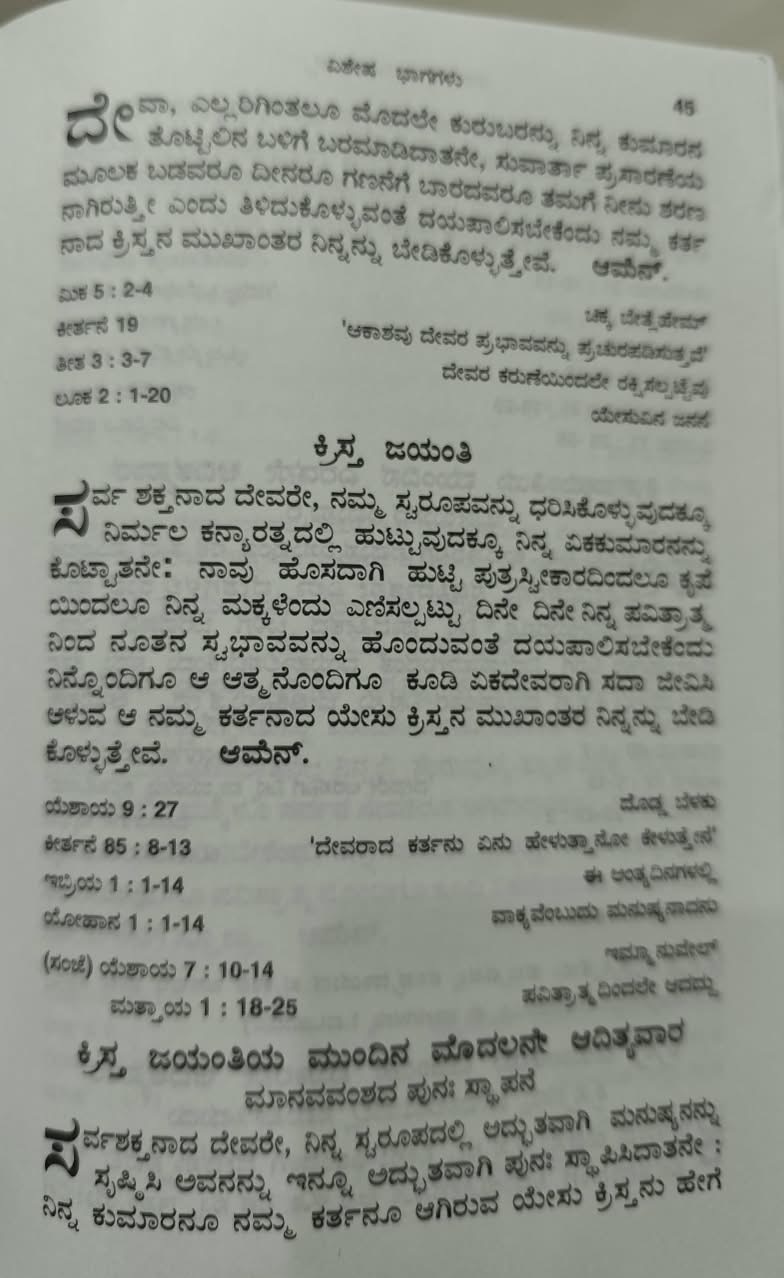 ವಿಶೇಷ ಭಾಗಗಳು
45
ದೇವಾ, ಎಲ್ಲರಿಗಿಂತಲೂ ಮೊದಲೇ ಕುರುಬರನ್ನು ನಿನ್ನ ಕುಮಾರನ
ತೊಟ್ಟಿಲಿನ ಬಳಿಗೆ ಬರಮಾಡಿದಾತನೇ, ಸುವಾರ್ತಾ ಪ್ರಸಾರಣೆಯ
ಮೂಲಕ ಬಡವರೂ ದೀನರೂ ಗಣನೆಗೆ ಬಾರದವರೂ ತಮಗೆ ನೀನು ಶರಣ
ನಾಗಿರುತ್ತೀ ಎಂದು ತಿಳಿದುಕೊಳ್ಳುವಂತೆ ದಯಪಾಲಿಸಬೇಕೆಂದು ನಮ್ಮ ಕರ್ತ
ನಾದ ಕ್ರಿಸ್ತನ ಮುಖಾಂತರ ನಿನ್ನನ್ನು ಬೇಡಿಕೊಳ್ಳುತ್ತೇವೆ. ಆಮೆನ್.
ಮಿಕ 5 : 2-4 ಚಿಕ್ಕ ಬೇತ್ಲೆಹೇಮ್
ಕೀರ್ತನೆ 19 'ಆಕಾಶವು ದೇವರ ಪ್ರಭಾವವನ್ನು ಪ್ರಚುರಪಡಿಸುತ್ತದೆ'
ತೀತ 3 : 3-7 ದೇವರ ಕರುಣೆಯಿಂದಲೇ ರಕ್ಷಿಸಲ್ಪಟ್ಟೆವು
ಲೂಕ 2 : 1-20 ಯೇಸುವಿನ ಜನನ
ಕ್ರಿಸ್ತ ಜಯಂತಿ
ಸರ್ವ ಶಕ್ತನಾದ ದೇವರೇ, ನಮ್ಮ ಸ್ವರೂಪವನ್ನು ಧರಿಸಿಕೊಳ್ಳುವುದಕ್ಕೂ
ನಿರ್ಮಲ ಕನ್ಯಾರತ್ನದಲ್ಲಿ ಹುಟ್ಟುವುದಕ್ಕೂ ನಿನ್ನ ಏಕಕುಮಾರನನ್ನು
ಕೊಟ್ಟಾತನೇ: ನಾವು ಹೊಸದಾಗಿ ಹುಟ್ಟಿ ಪುತ್ರಸ್ವೀಕಾರದಿಂದಲೂ ಕೃಪೆ
ಯಿಂದಲೂ ನಿನ್ನ ಮಕ್ಕಳೆಂದು ಎಣಿಸಲ್ಪಟ್ಟು ದಿನೇ ದಿನೇ ನಿನ್ನ ಪವಿತ್ರಾತ್ಮ
ನಿಂದ ನೂತನ ಸ್ವಭಾವವನ್ನು ಹೊಂದುವಂತೆ ದಯಪಾಲಿಸಬೇಕೆಂದು
ನಿನ್ನೊಂದಿಗೂ ಆ ಆತ್ಮನೊಂದಿಗೂ ಕೂಡಿ ಏಕದೇವರಾಗಿ ಸದಾ ಜೀವಿಸಿ
ಆಳುವ ಆ ನಮ್ಮ ಕರ್ತನಾದ ಯೇಸು ಕ್ರಿಸ್ತನ ಮುಖಾಂತರ ನಿನ್ನನ್ನು ಬೇಡಿ
ಕೊಳ್ಳುತ್ತೇವೆ. ಆಮೆನ್.
ಯೆಶಾಯ 9 : 27 ದೊಡ್ಡ ಬೆಳಕು
ಕೀರ್ತನೆ 85 : 8-13 'ದೇವರಾದ ಕರ್ತನು ಏನು ಹೇಳುತ್ತಾನೋ ಕೇಳುತ್ತೇನೆ'
ಇಬ್ರಿಯ 1 : 1-14 ಈ ಅಂತ್ಯದಿನಗಳಲ್ಲಿ
ಯೋಹಾನ 1 : 1-14 ವಾಕ್ಯವೆಂಬುದು ಮನುಷ್ಯನಾದನು
(ಸಂಜೆ) ಯೆಶಾಯ 7 : 10-14 ಇಮ್ಮಾನುವೇಲ್
ಮತ್ತಾಯ 1 : 18-25 ಪವಿತ್ರಾತ್ಮದಿಂದಲೇ ಆದದ್ದು
ಕ್ರಿಸ್ತ ಜಯಂತಿಯ ಮುಂದಿನ ಮೊದಲನೇ ಆದಿತ್ಯವಾರ
ಮಾನವವಂಶದ ಪುನಃ ಸ್ಥಾಪನೆ
ಸರ್ವಶಕ್ತನಾದ ದೇವರೇ, ನಿನ್ನ ಸ್ವರೂಪದಲ್ಲಿ ಅದ್ಭುತವಾಗಿ ಮನುಷ್ಯನನ್ನು
ಸೃಷ್ಠಿಸಿ ಅವನನ್ನು ಇನ್ನೂ ಅದ್ಭುತವಾಗಿ ಪುನಃ ಸ್ಥಾಪಿಸಿದಾತನೇ :
ನಿನ್ನ ಕುಮಾರನೂ ನಮ್ಮ ಕರ್ತನೂ ಆಗಿರುವ ಯೇಸು ಕ್ರಿಸ್ತನು ಹೇಗೆ